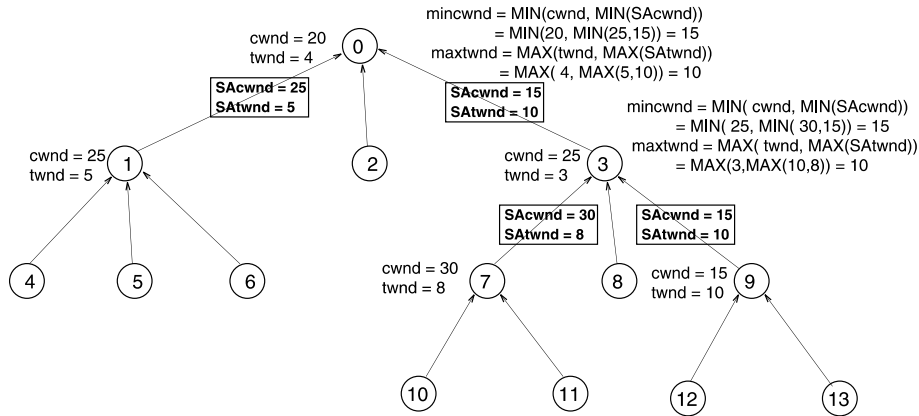 mincwnd = MIN(cwnd, MIN(SAcwnd))
= MIN(20, MIN(25,15)) = 15
maxtwnd = MAX(twnd, MAX(SAtwnd))
= MAX( 4, MAX(5,10)) = 10
cwnd = 20
twnd = 4
0
SAcwnd = 25
SAtwnd = 5
SAcwnd = 15
SAtwnd = 10
mincwnd = MIN( cwnd, MIN(SAcwnd))
= MIN( 25, MIN( 30,15)) = 15
maxtwnd = MAX( twnd, MAX(SAtwnd))
= MAX(3,MAX(10,8)) = 10
cwnd = 25
twnd = 5
1
2
cwnd = 25
twnd = 3
3
SAcwnd = 30
SAtwnd = 8
SAcwnd = 15
SAtwnd = 10
4
5
6
cwnd = 30
twnd = 8
7
8
cwnd = 15
twnd = 10
9
10
11
12
13